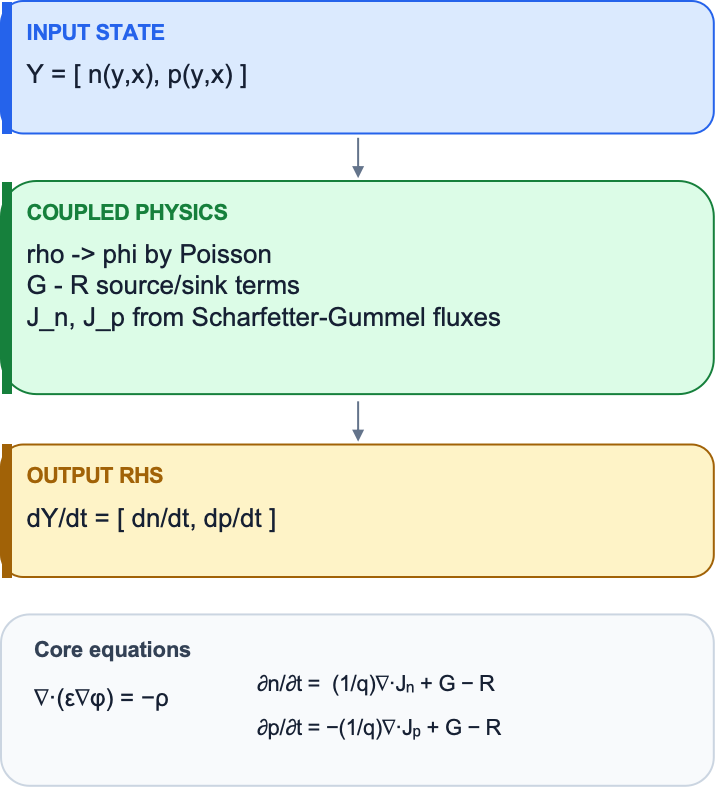 INPUT STATE
Y = [ n(y,x), p(y,x) ]
COUPLED PHYSICS
rho -> phi by Poisson
G - R source/sink terms
J_n, J_p from Scharfetter-Gummel fluxes
OUTPUT RHS
dY/dt = [ dn/dt, dp/dt ]
Core equations
∇·(ε∇φ) = −ρ
∂n/∂t = (1/q)∇·Jₙ + G − R
∂p/∂t = −(1/q)∇·Jₚ + G − R